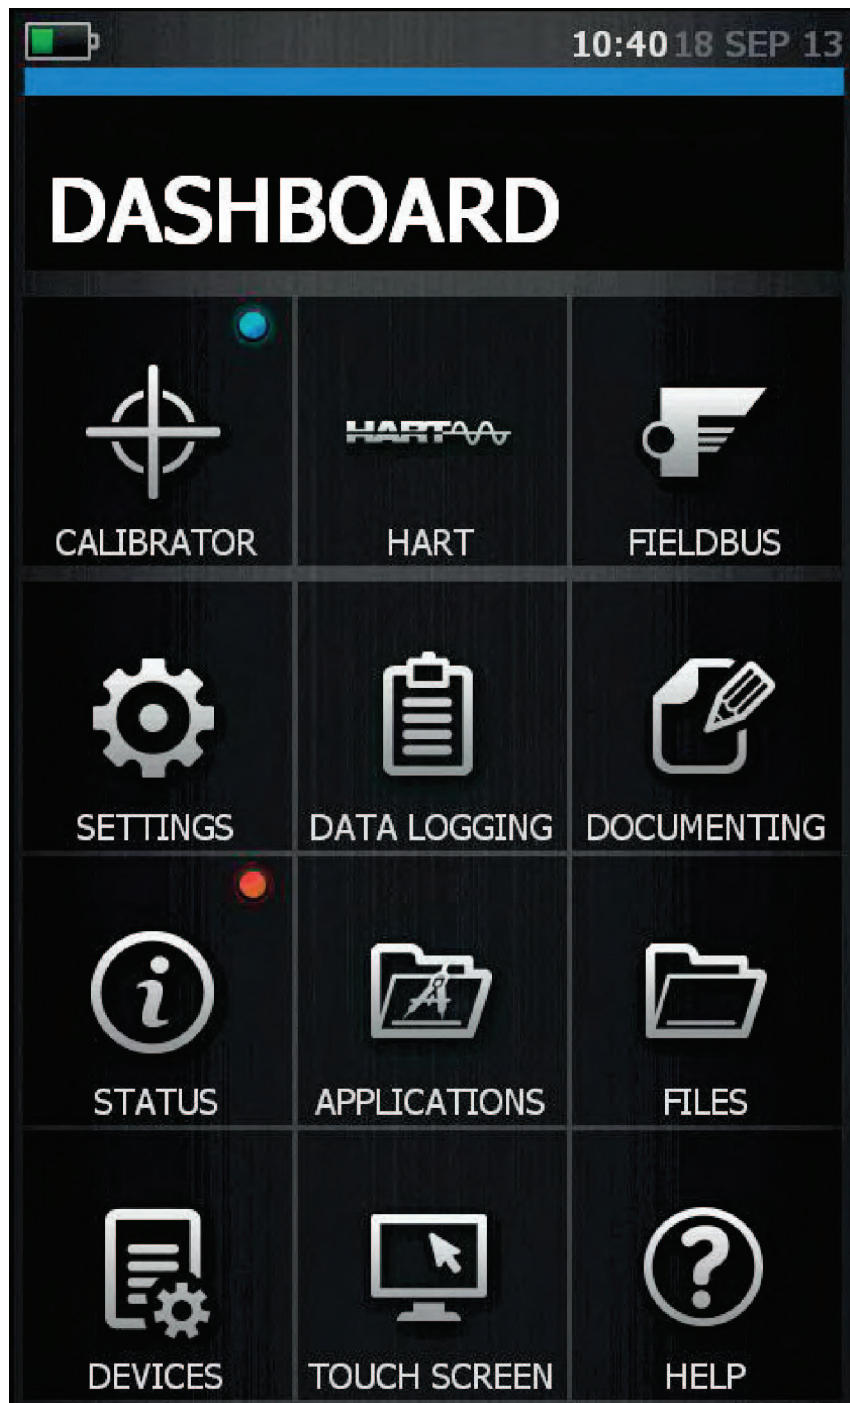 10:40 18 SEP 13
DASHBOARD
HART
CALIBRATOR HART FIELDBUS
SETTINGS DATA LOGGING DOCUMENTING
STATUS APPLICATIONS FILES
DEVICES TOUCH SCREEN HELP